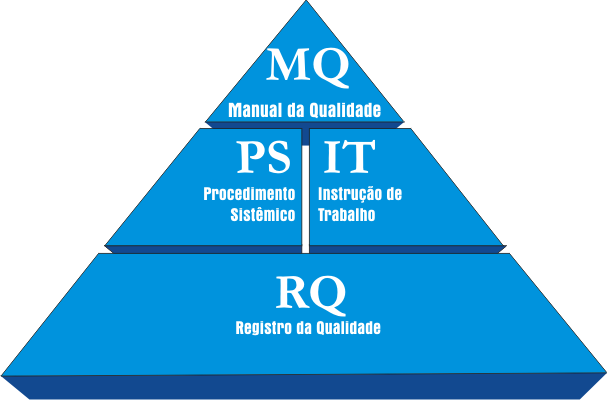 MQ
Manual da Qualidade
PS
Procedimento
Sistêmico
IT
Instrução de
Trabalho
RQ
Registro da Qualidade